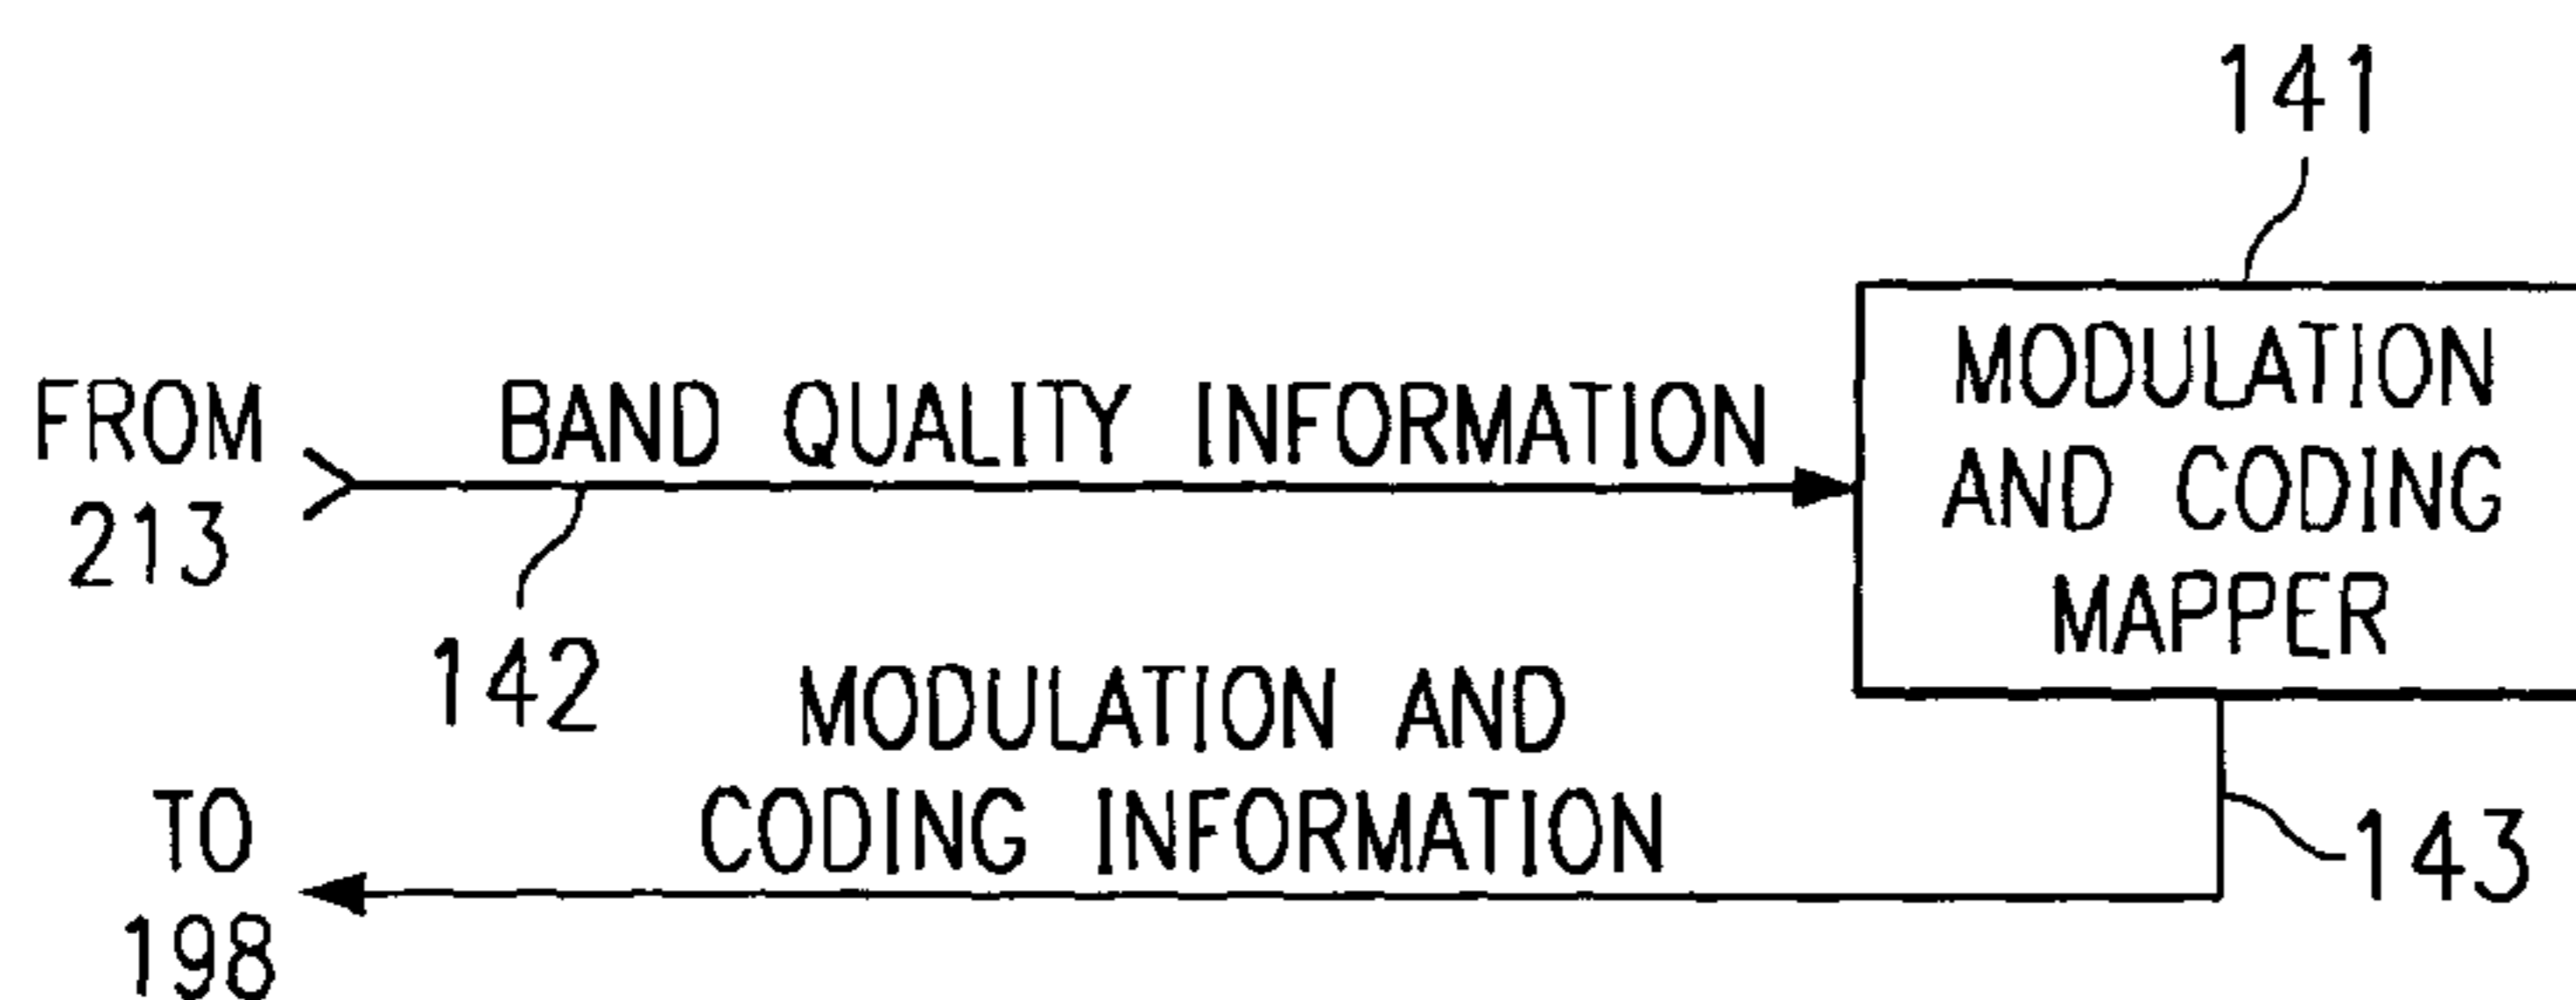 141
FROM
213
BAND QUALITY INFORMATION
142
MODULATION
AND CODING
MAPPER
MODULATION AND
CODING INFORMATION
143
TO
198